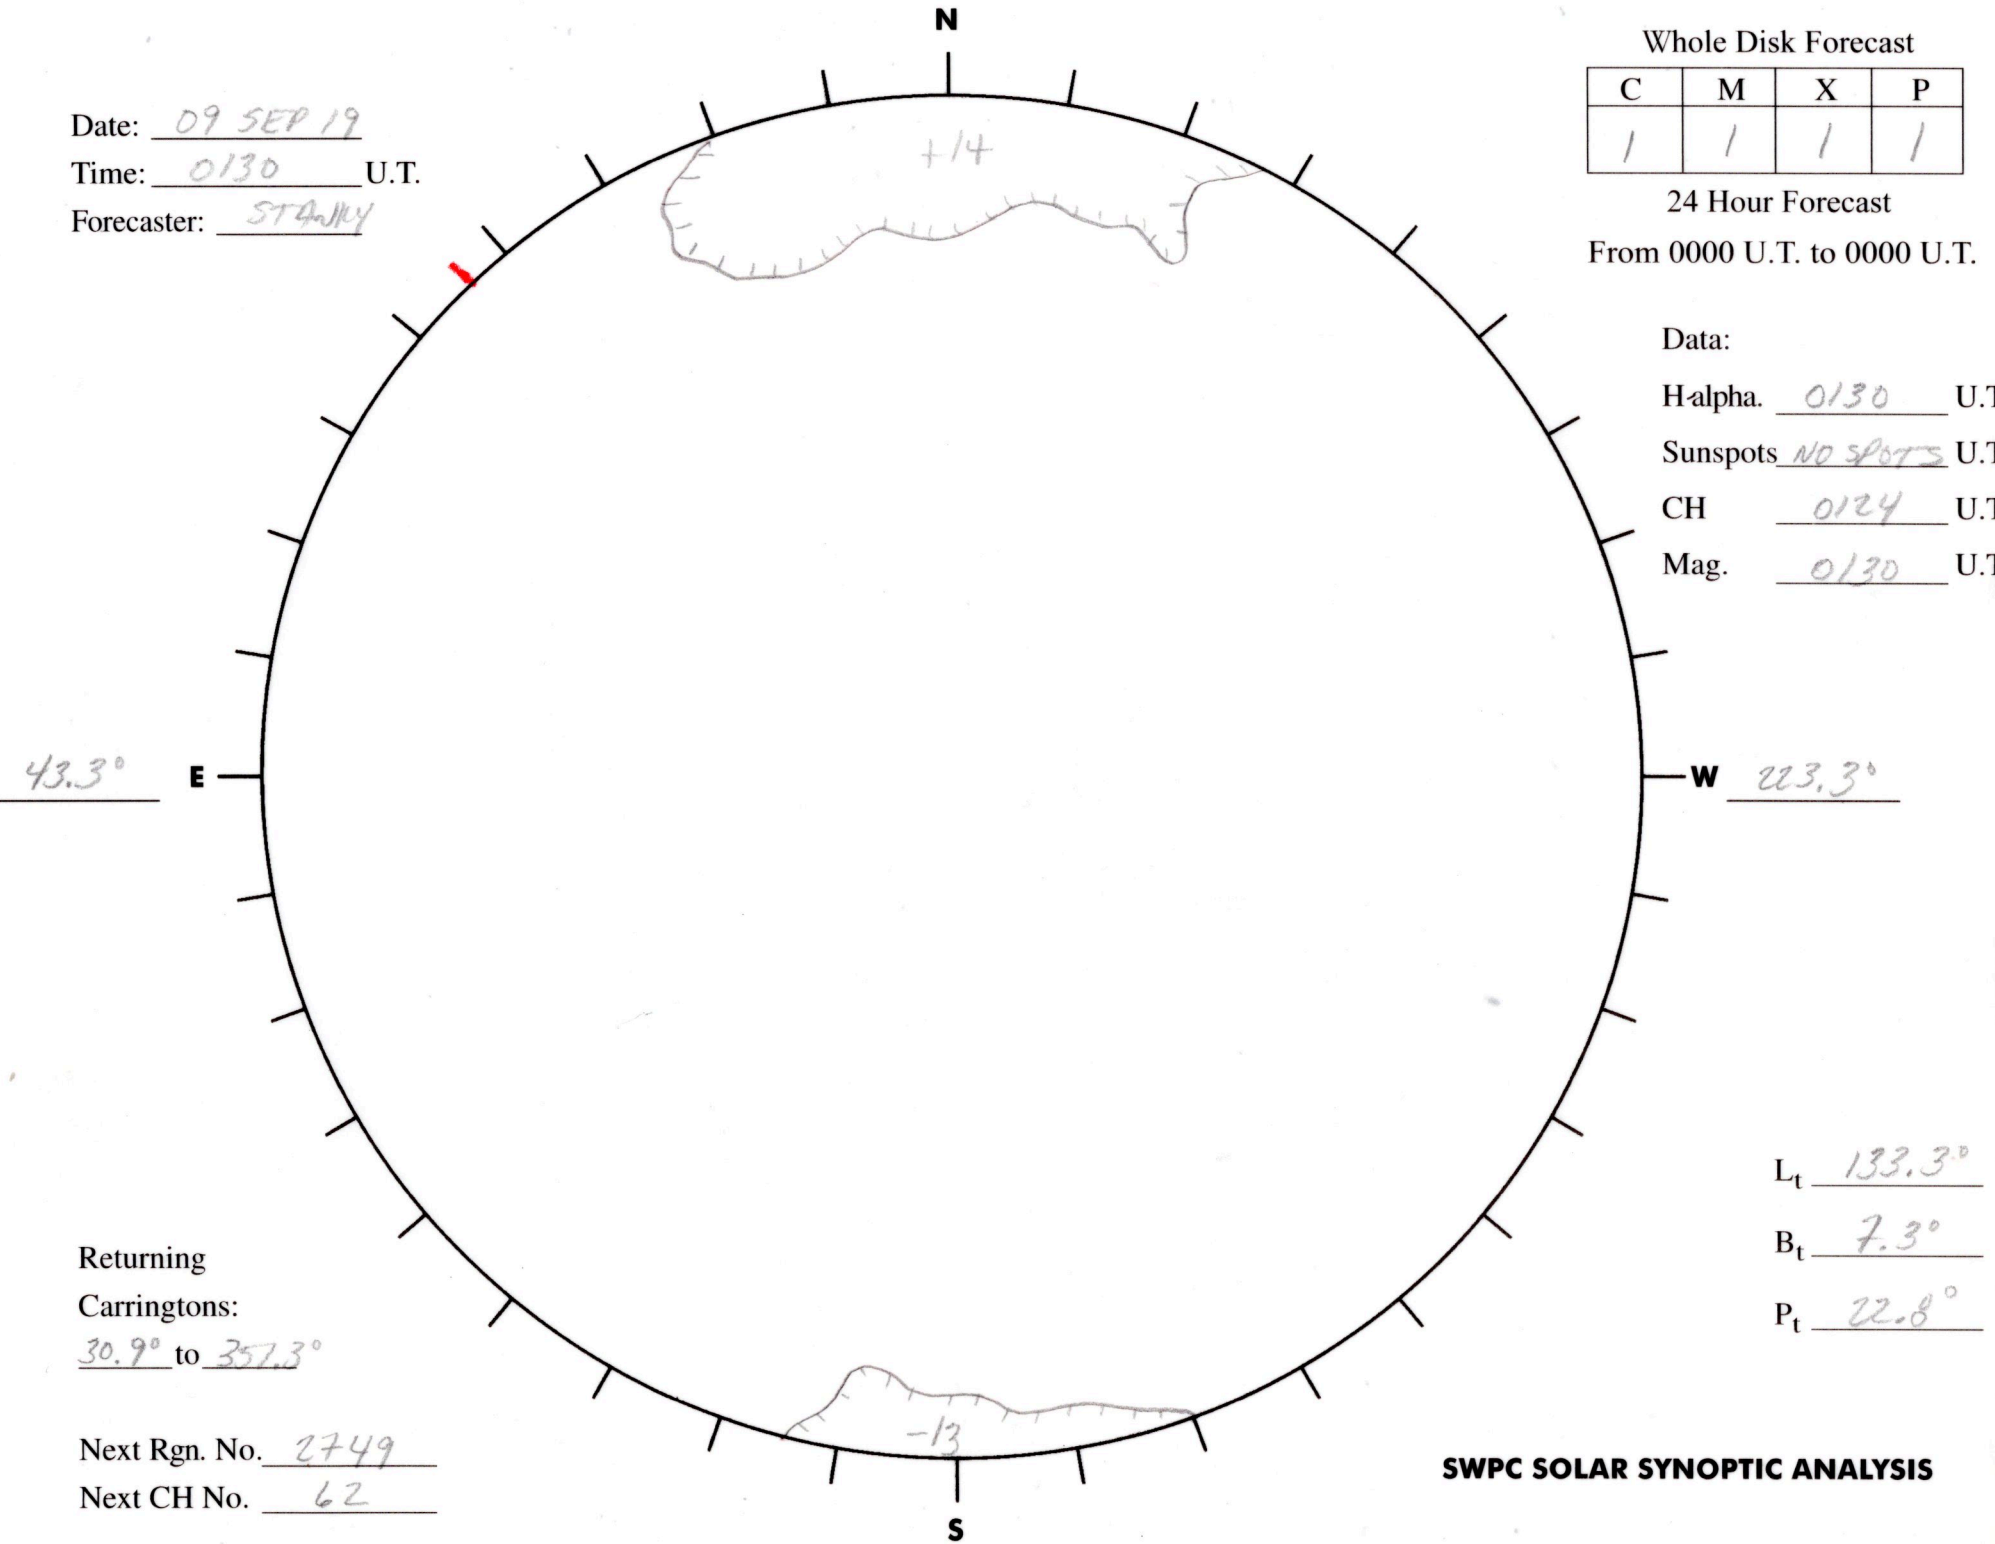 N
Whole Disk Forecast
C M X P
1 1 1 1
24 Hour Forecast
From 0000 U.T. to 0000 U.T.
Date: 09 SEP 19
Time: 0130 U.T.
Forecaster:
+14
Data:
H-alpha. 0130 U.T
Sunspots NO SPOTS U.T
CH 0124 U.T
Mag. 0130 U.T
43.3° E
W 223.3°
Lt 133.3°
Bt 7.3°
Pt 22.8°
Returning
Carringtons:
30.9° to 357.3°
Next Rgn. No. 2749
Next CH No. 62
-13
SWPC SOLAR SYNOPTIC ANALYSIS
S